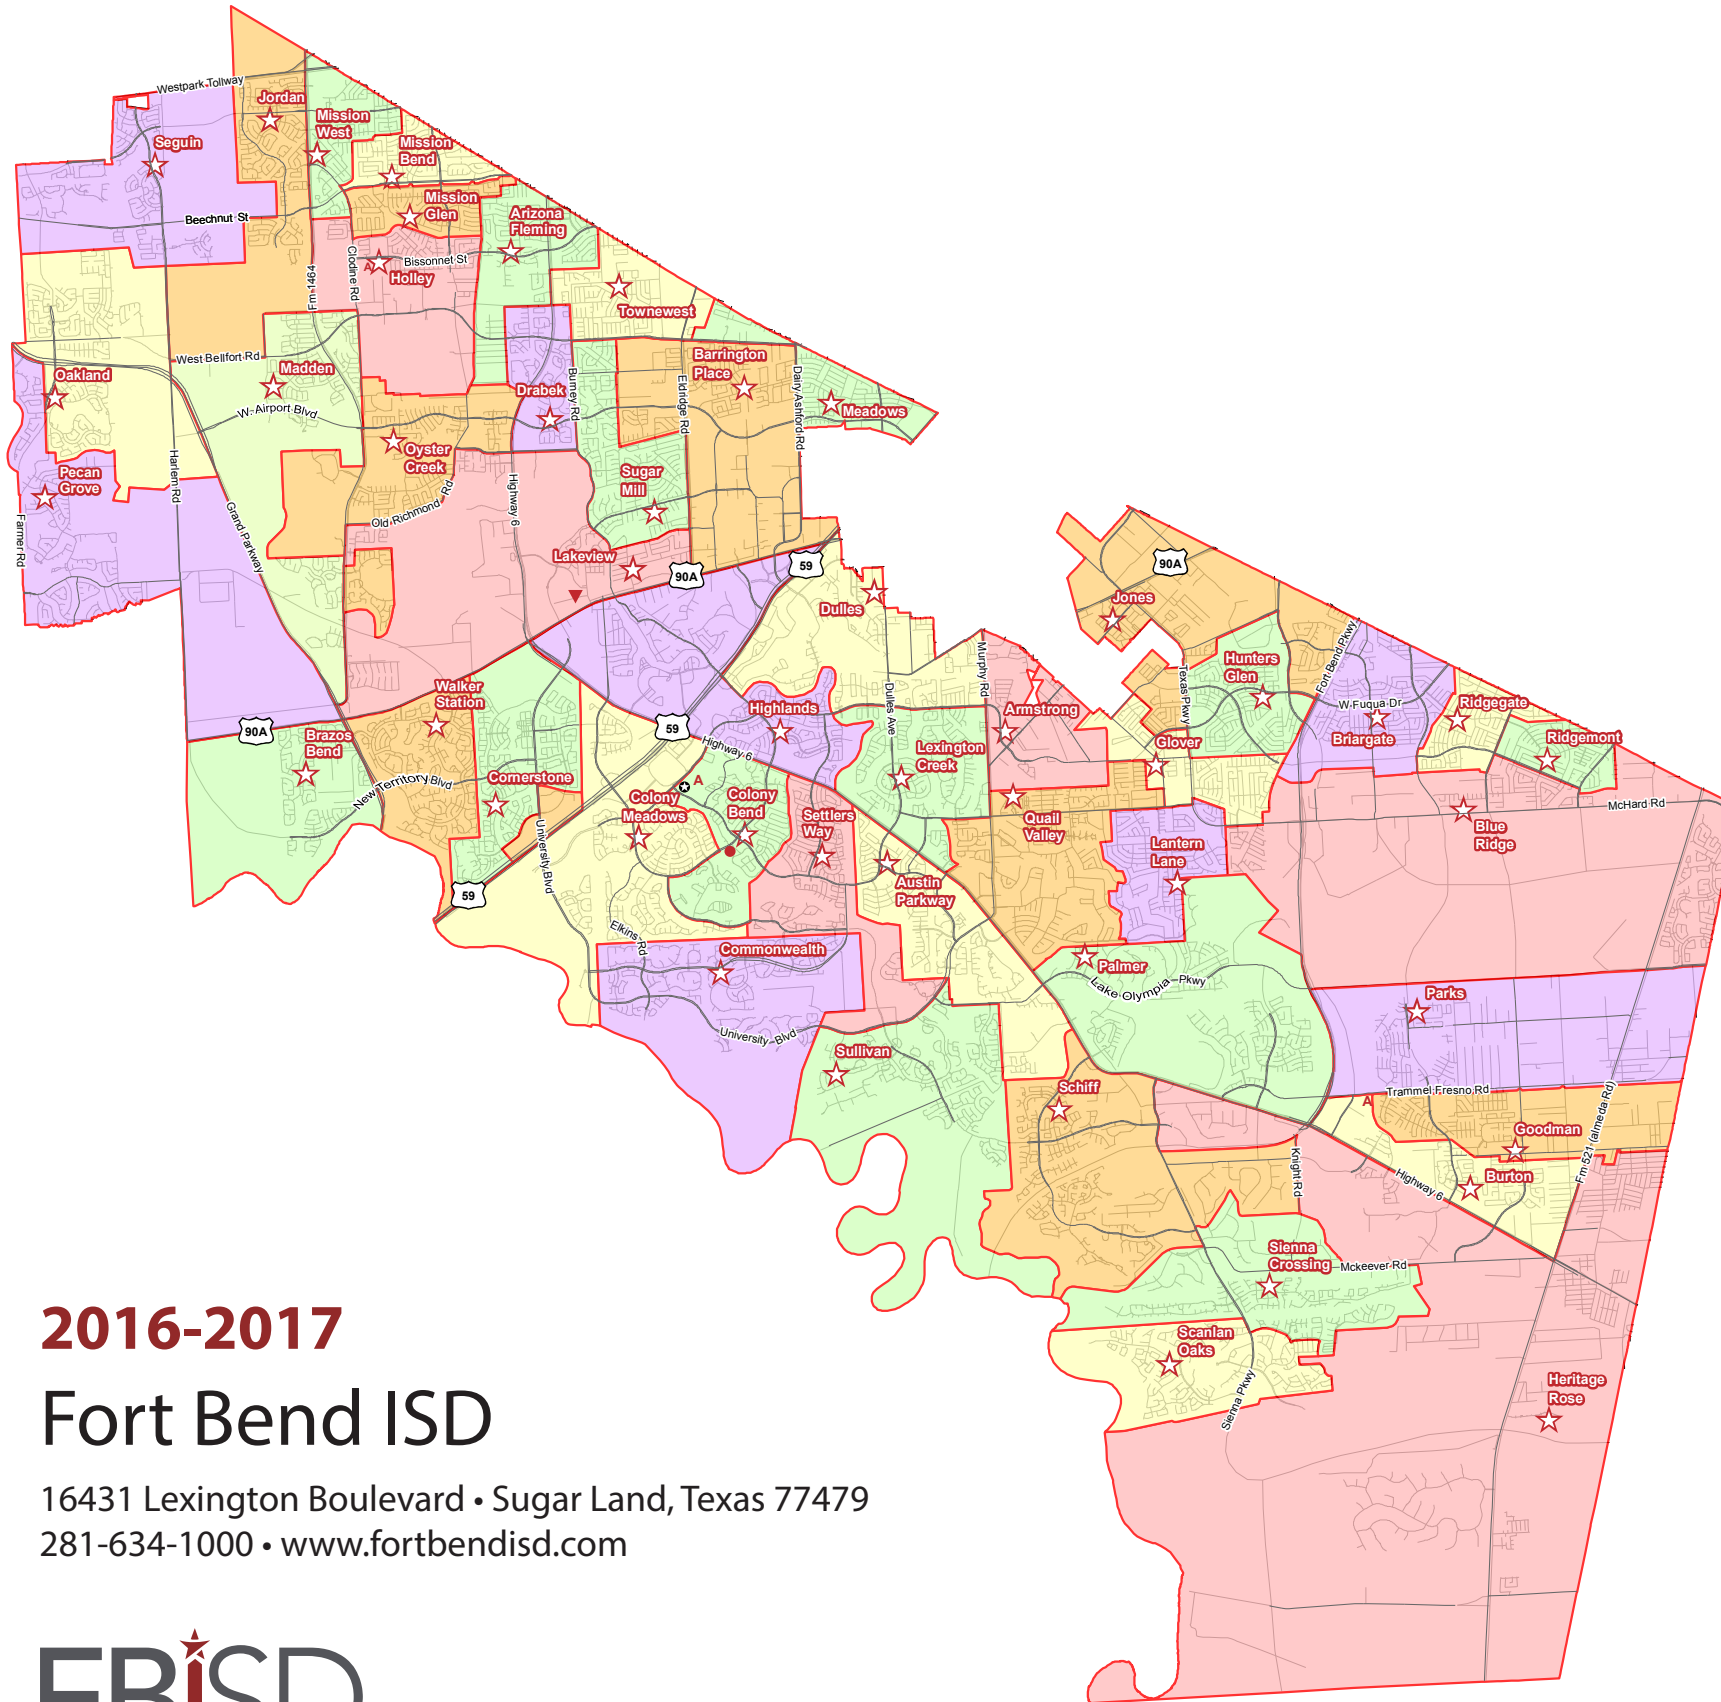 Westpark Tollway
Jordan
Mission
West
Seguin
Mission
Bend
Mission
Glen
Arizona
Fleming
Beechnut St
Bissonnet St
Clodine Rd
Fm 1464
A
Holley
Townewest
West Bellfort Rd
Madden
Oakland
W. Airport Blvd
Drabek
Burney Rd
Eldridge Rd
Barrington
Place
Dairy Ashford Rd
Meadows
Oyster
Creek
Pecan
Grove
Harlem Rd
Sugar
Mill
Highway 6
Old Richmond Rd
Grand Parkway
Farmer Rd
Lakeview
90A
59
Dulles
90A
Jones
Murphy Rd
Texas Pkwy
Hunters
Glen
Fort Bend Pkwy
W Fuqua Dr
Briargate
Ridgegate
Ridgemont
Walker
Station
Highlands
Dulles Ave
Armstrong
90A
Brazos
Bend
59
Highway 6
Lexington
Creek
Glover
New Territory Blvd
Cornerstone
A
Colony
Meadows
Colony
Bend
Settlers
Way
Quail
Valley
McHard Rd
Blue
Ridge
University Blvd
Lantern
Lane
59
Austin
Parkway
Elkins Rd
Commonwealth
Palmer
Lake Olympia Pkwy
Parks
University Blvd
Sullivan
Schiff
Trammel Fresno Rd
A
Goodman
Fm 521 (almeda Rd)
Knight Rd
Highway 6
Burton
Sienna
Crossing
Mckeever Rd
Scanlan
Oaks
Sienna Pkwy
Heritage
Rose
2016-2017
Fort Bend ISD
16431 Lexington Boulevard • Sugar Land, Texas 77479
281-634-1000 • www.fortbendisd.com
FBISD